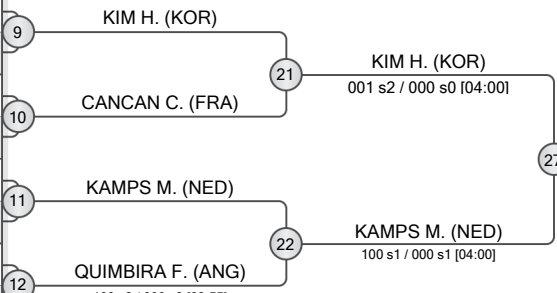 KIM H. (KOR)
9
21
KIM H. (KOR)
001 s2 / 000 s0 [04:00]
CANCAN C. (FRA)
10
27
KAMPS M. (NED)
11
22
KAMPS M. (NED)
100 s1 / 000 s1 [04:00]
QUIMBIRA F. (ANG)
12